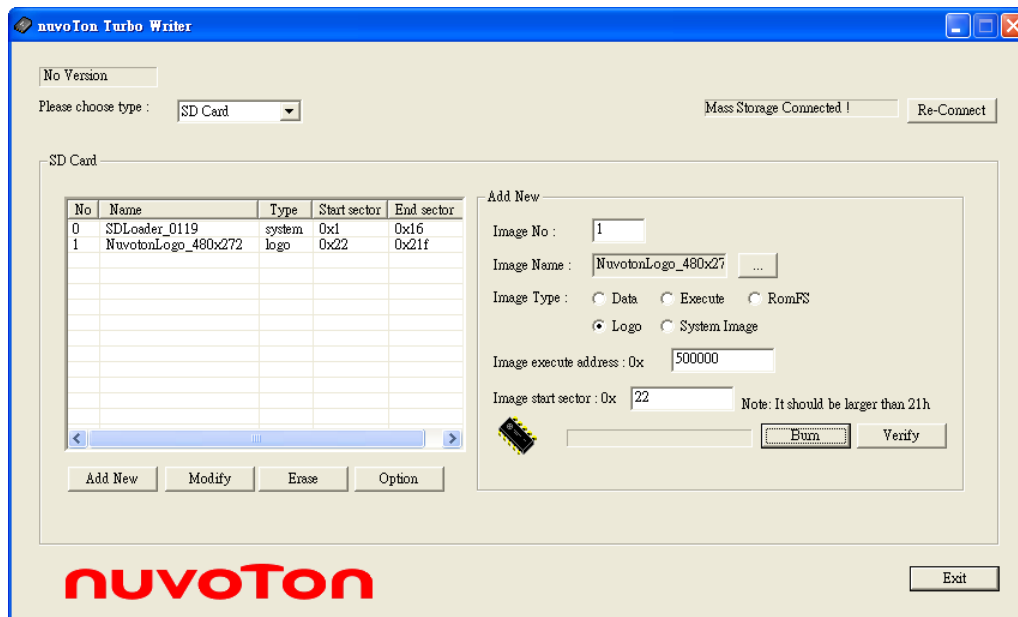 nuvoTon Turbo Writer
No Version
Please choose type : SD Card Mass Storage Connected ! Re-Connect
SD Card
No Name Type Start sector End sector
0 SDLoader_0119 system 0x1 0x16
1 NuvotonLogo_480x272 logo 0x22 0x21f
Add New Modify Erase Option
Add New
Image No : 1
Image Name : NuvotonLogo_480x27 ...
Image Type : Data Execute RomFS
Logo System Image
Image execute address : 0x 500000
Image start sector : 0x 22 Note: It should be larger than 21h
Burn Verify
nuvoTon
Exit